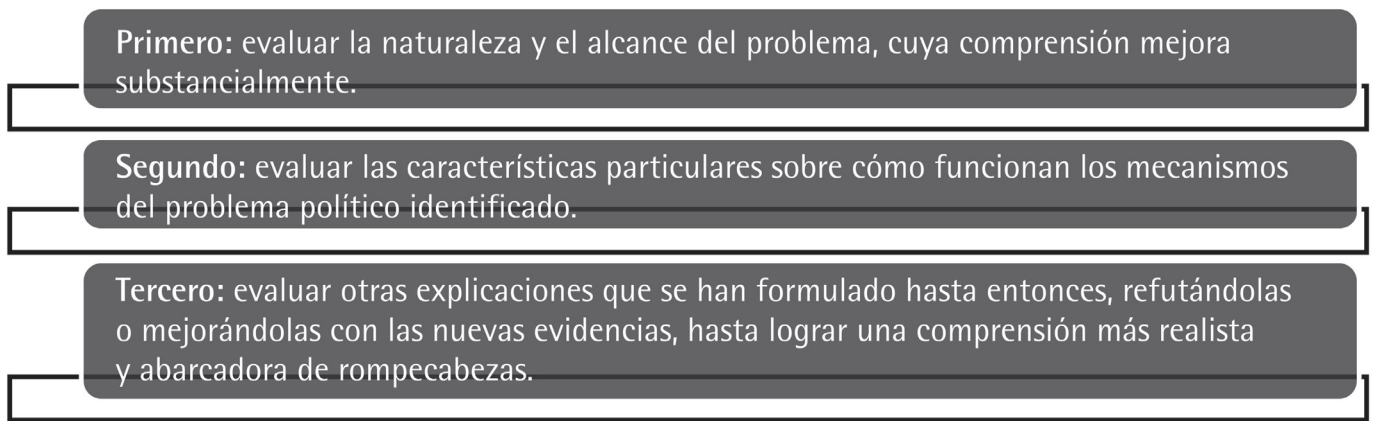 Primero: evaluar la naturaleza y el alcance del problema, cuya comprensión mejora
substancialmente.
Segundo: evaluar las características particulares sobre cómo funcionan los mecanismos
del problema político identificado.
Tercero: evaluar otras explicaciones que se han formulado hasta entonces, refutándolas
o mejorándolas con las nuevas evidencias, hasta lograr una comprensión más realista
y abarcadora de rompecabezas.